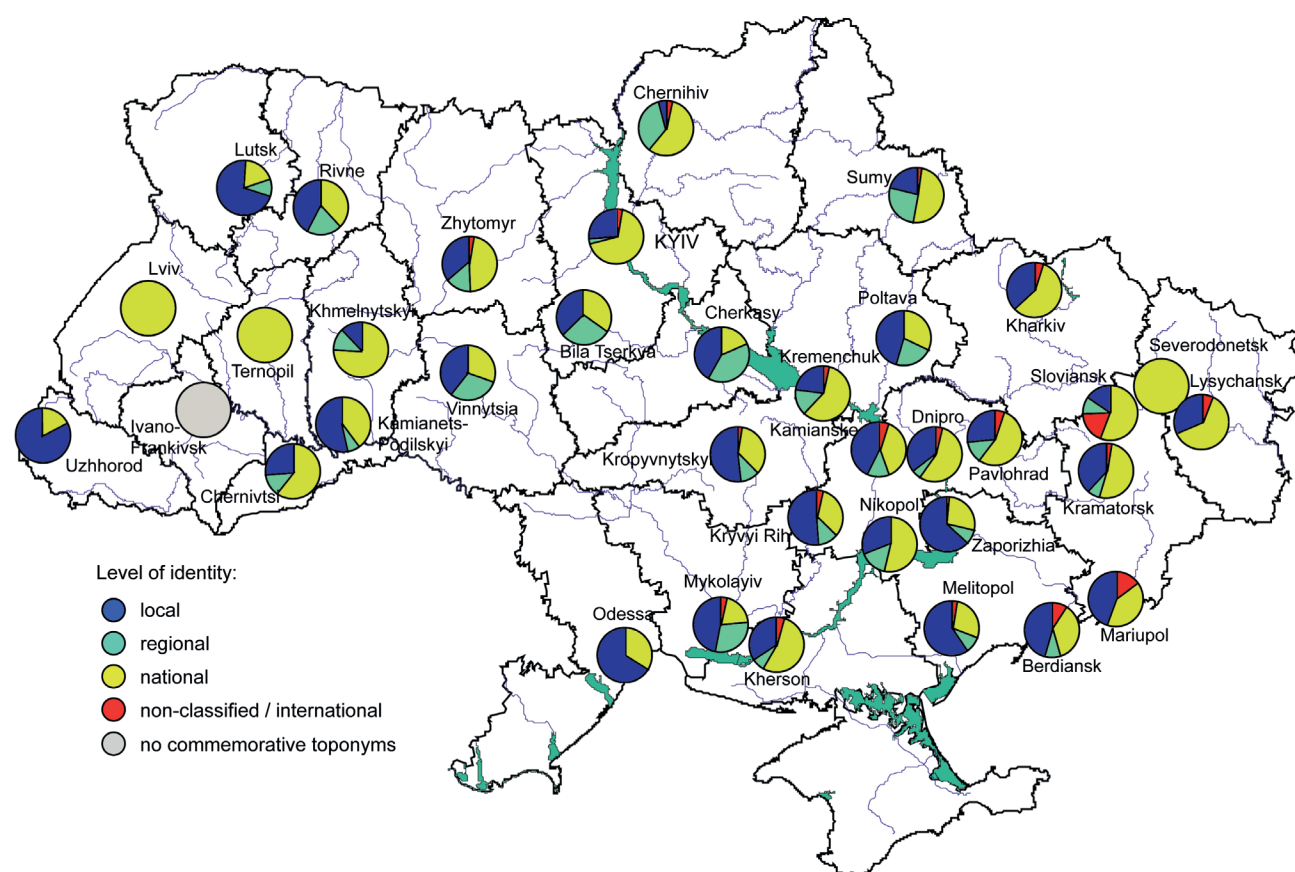 Chernihiv
Lutsk
Rivne
Sumy
Zhytomyr
KYIV
Lviv
Khmelnytskyi
Ternopil
Bila Tserkva
Cherkasy
Poltava
Kharkiv
Vinnytsia
Kremenchuk
Severodonetsk
Sloviansk
Lysychansk
Ivano-
Frankivsk
Uzhhorod
Kamianets-
Podilskyi
Chernivtsi
Kamianske
Dnipro
Pavlohrad
Kropyvnytskyi
Kramatorsk
Kryvyi Rih
Nikopol
Zaporizhia
Level of identity:
local
regional
national
non-classified / international
no commemorative toponyms
Odessa
Mykolayiv
Kherson
Melitopol
Berdiansk
Mariupol